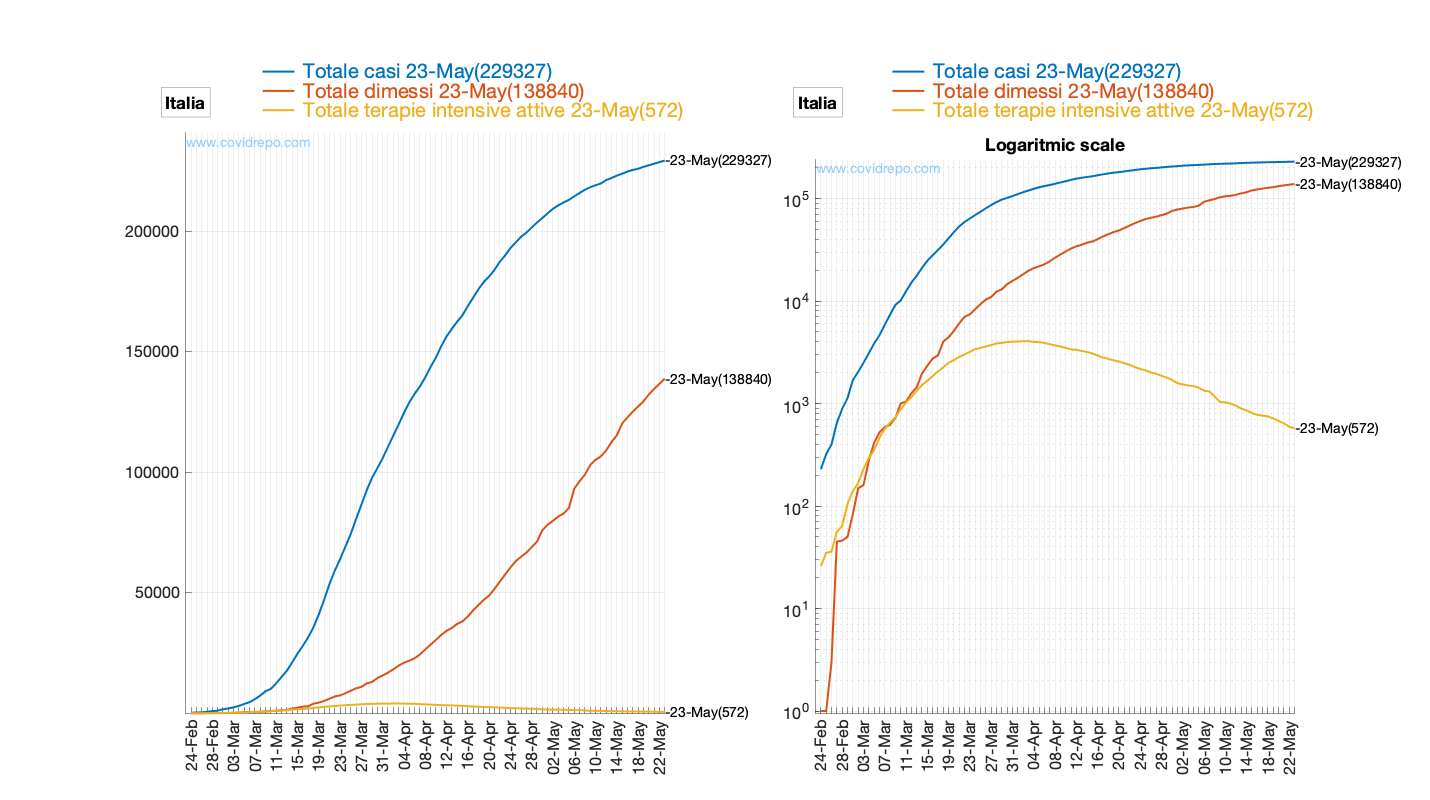 Totale casi 23-May(229327)
Totale dimessi 23-May(138840)
Totale terapie intensive attive 23-May(572)
Italia
www.covidrepo.com
-23-May(229327)
200000
150000
-23-May(138840)
100000
50000
-23-May(572)
24-Feb
28-Feb
03-Mar
07-Mar
11-Mar
15-Mar
19-Mar
23-Mar
27-Mar
31-Mar
04-Apr
08-Apr
12-Apr
16-Apr
20-Apr
24-Apr
28-Apr
02-May
06-May
10-May
14-May
18-May
22-May
Totale casi 23-May(229327)
Totale dimessi 23-May(138840)
Totale terapie intensive attive 23-May(572)
Italia
Logaritmic scale
www.covidrepo.com
-23-May(229327)
-23-May(138840)
10^5
10^4
10^3
-23-May(572)
10^2
10^1
10^0
24-Feb
28-Feb
03-Mar
07-Mar
11-Mar
15-Mar
19-Mar
23-Mar
27-Mar
31-Mar
04-Apr
08-Apr
12-Apr
16-Apr
20-Apr
24-Apr
28-Apr
02-May
06-May
10-May
14-May
18-May
22-May